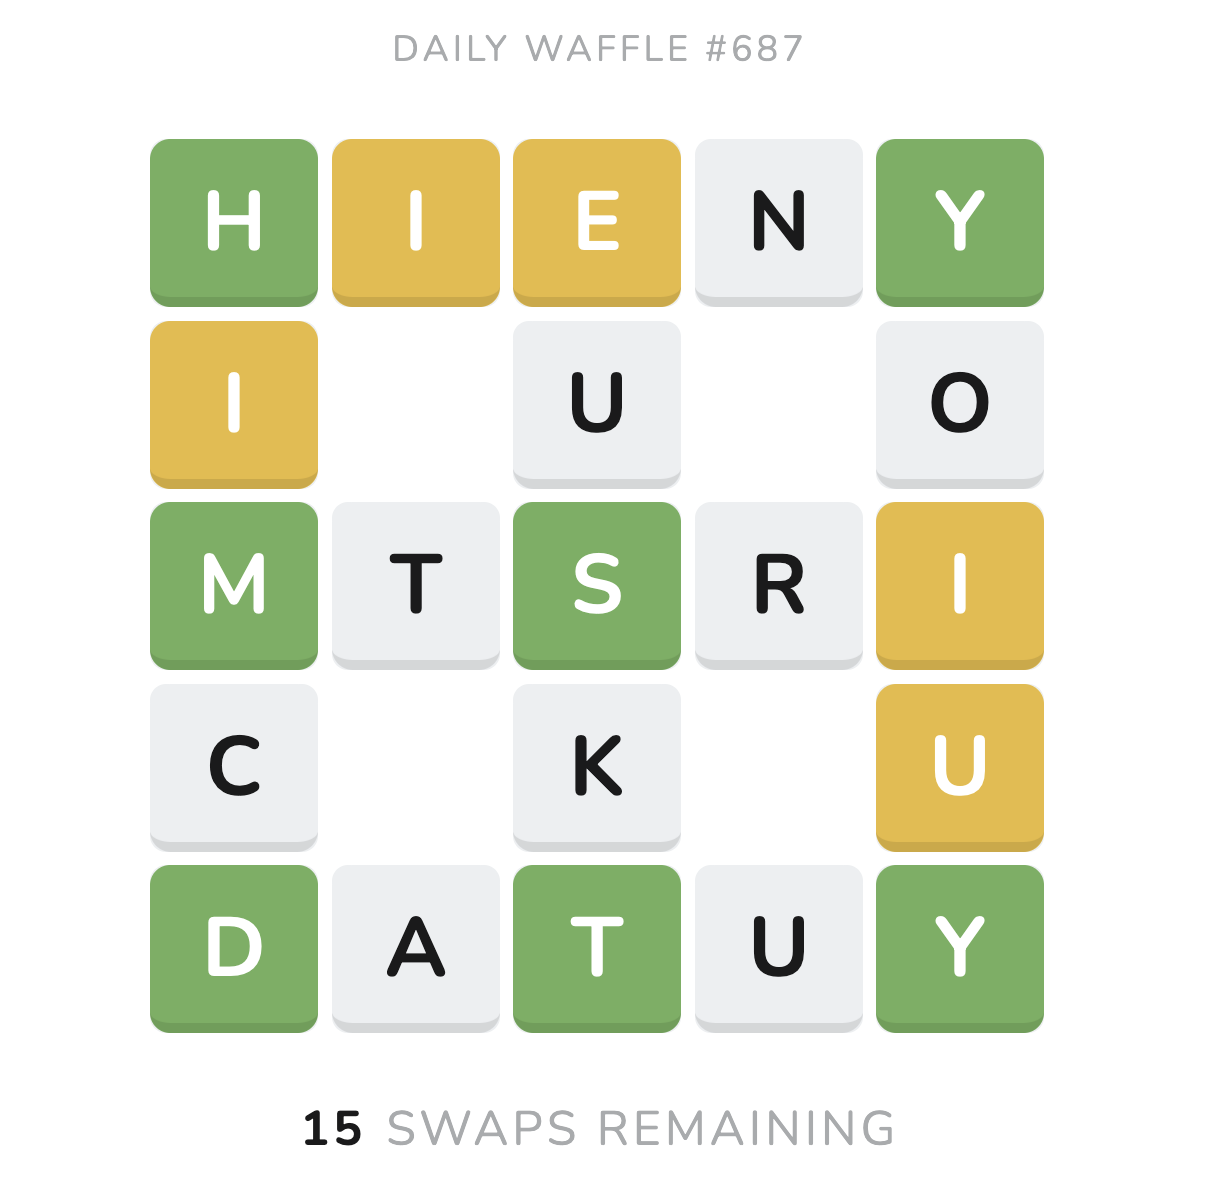 DAILY WAFFLE #687
H I E N Y
I U O
M T S R I
C K U
D A T U Y
15 SWAPS REMAINING